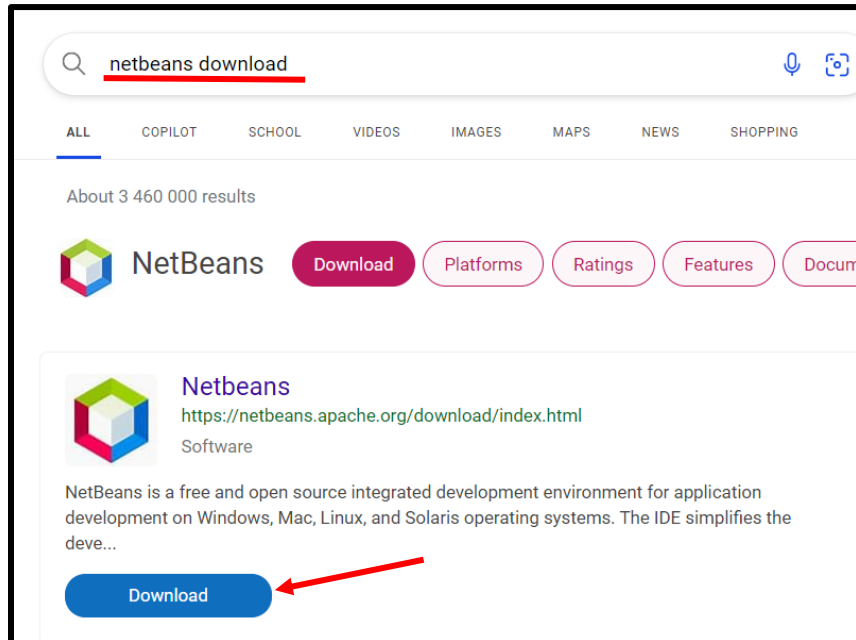 netbeans download
ALL COPILOT SCHOOL VIDEOS IMAGES MAPS NEWS SHOPPING
About 3 460 000 results
NetBeans Download Platforms Ratings Features Docum
Netbeans
https://netbeans.apache.org/download/index.html
Software
NetBeans is a free and open source integrated development environment for application
development on Windows, Mac, Linux, and Solaris operating systems. The IDE simplifies the
deve...
Download